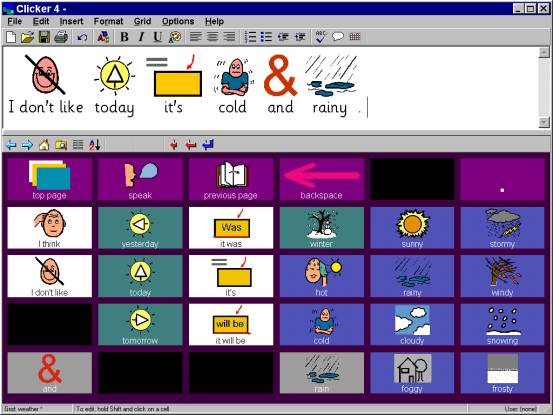 Clicker 4 -
File Edit Insert Format Grid Options Help
B I U ABC
I don't like today it's cold and rainy .
top page speak previous page backspace .
Was
I think yesterday it was winter sunny stormy
I don't like today it's hot rainy windy
will be
tomorrow it will be cold cloudy snowing
&
and rain foggy frosty
Grid: weather * To edit, hold Shift and click on a cell User: (none)